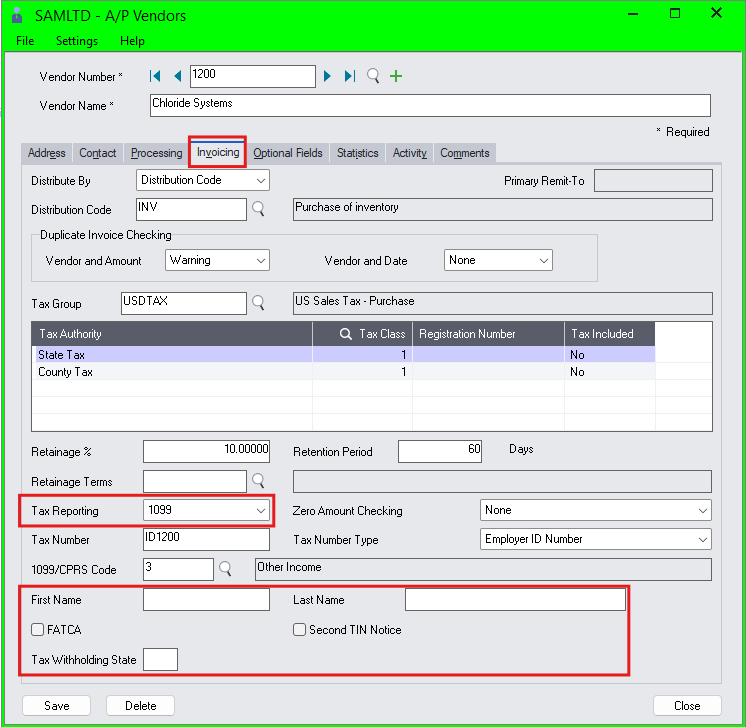 SAMLTD - A/P Vendors
File Settings Help
Vendor Number * 1200
Vendor Name * Chloride Systems
* Required
Address Contact Processing Invoicing Optional Fields Statistics Activity Comments
Distribute By Distribution Code Primary Remit-To
Distribution Code INV Purchase of inventory
Duplicate Invoice Checking
Vendor and Amount Warning Vendor and Date None
Tax Group USDTAX US Sales Tax - Purchase
Tax Authority Tax Class Registration Number Tax Included
State Tax 1 No
County Tax 1 No
Retainage % 10.00000 Retention Period 60 Days
Retainage Terms
Tax Reporting 1099 Zero Amount Checking None
Tax Number ID1200 Tax Number Type Employer ID Number
1099/CPRS Code 3 Other Income
First Name Last Name
FATCA Second TIN Notice
Tax Withholding State
Save Delete Close